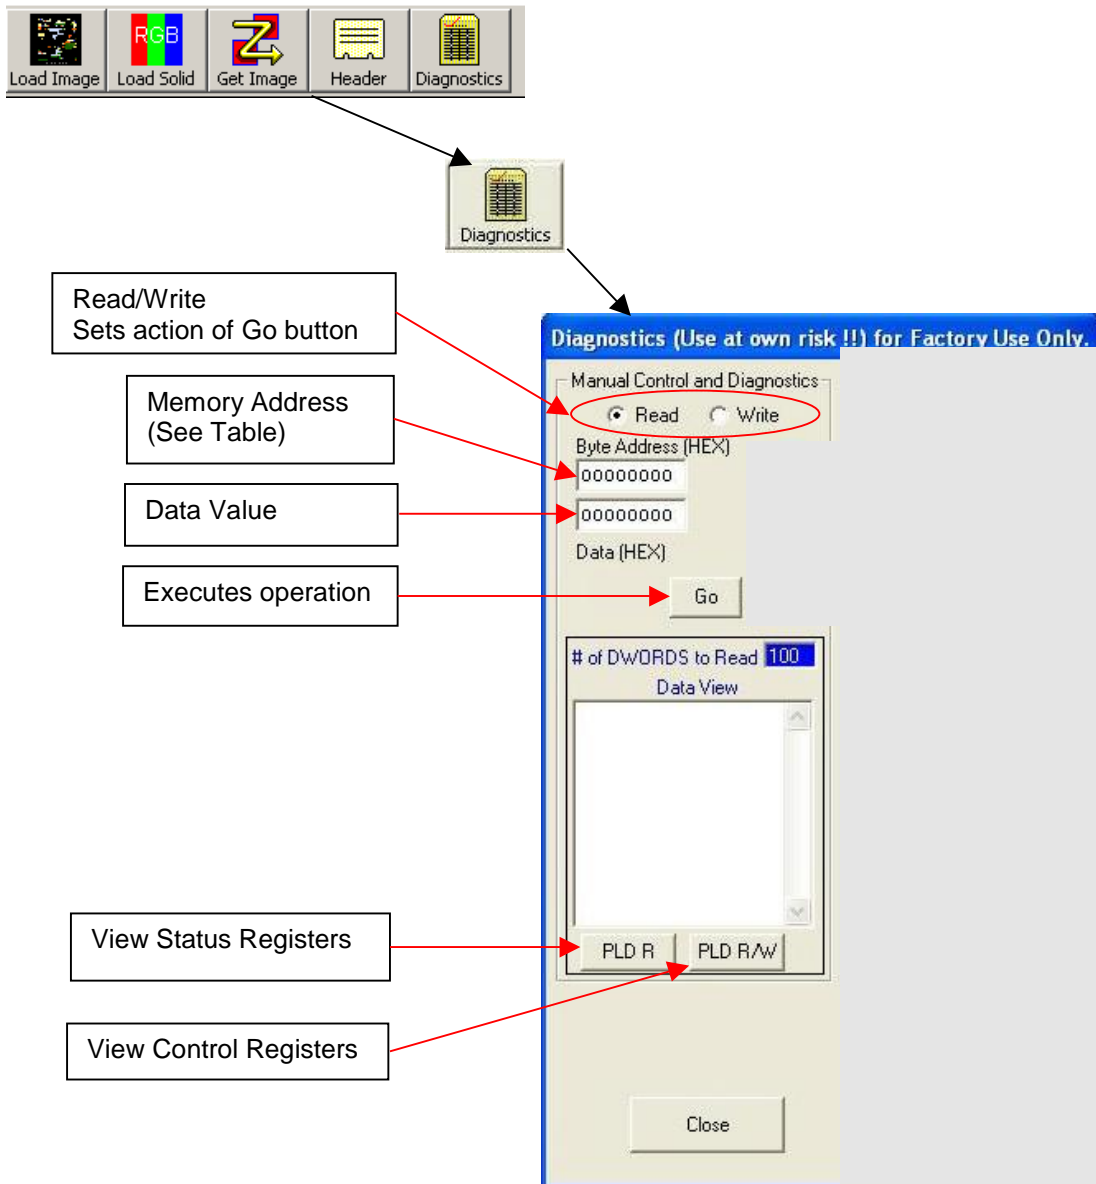 RGB
Load Image Load Solid Get Image Header Diagnostics
Diagnostics
Read/Write
Sets action of Go button
Memory Address
(See Table)
Data Value
Executes operation
View Status Registers
View Control Registers
Diagnostics (Use at own risk !!) for Factory Use Only.
Manual Control and Diagnostics
Read Write
Byte Address (HEX)
00000000
00000000
Data (HEX)
Go
# of DWORDS to Read 100
Data View
PLD R PLD R/W
Close